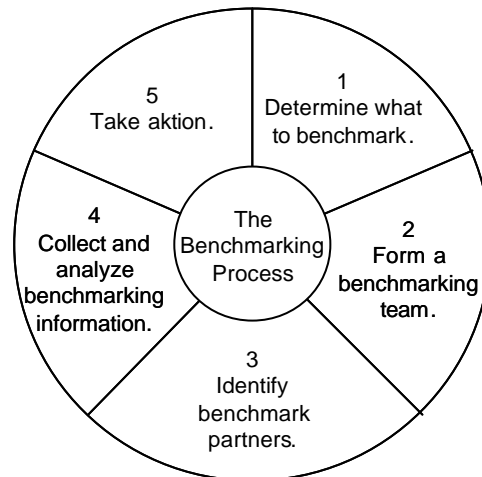 1
Determine what
to benchmark.
2
Form a
benchmarking
team.
3
Identify
benchmark
partners.
4
Collect and
analyze
benchmarking
information.
5
Take aktion.
The
Benchmarking
Process